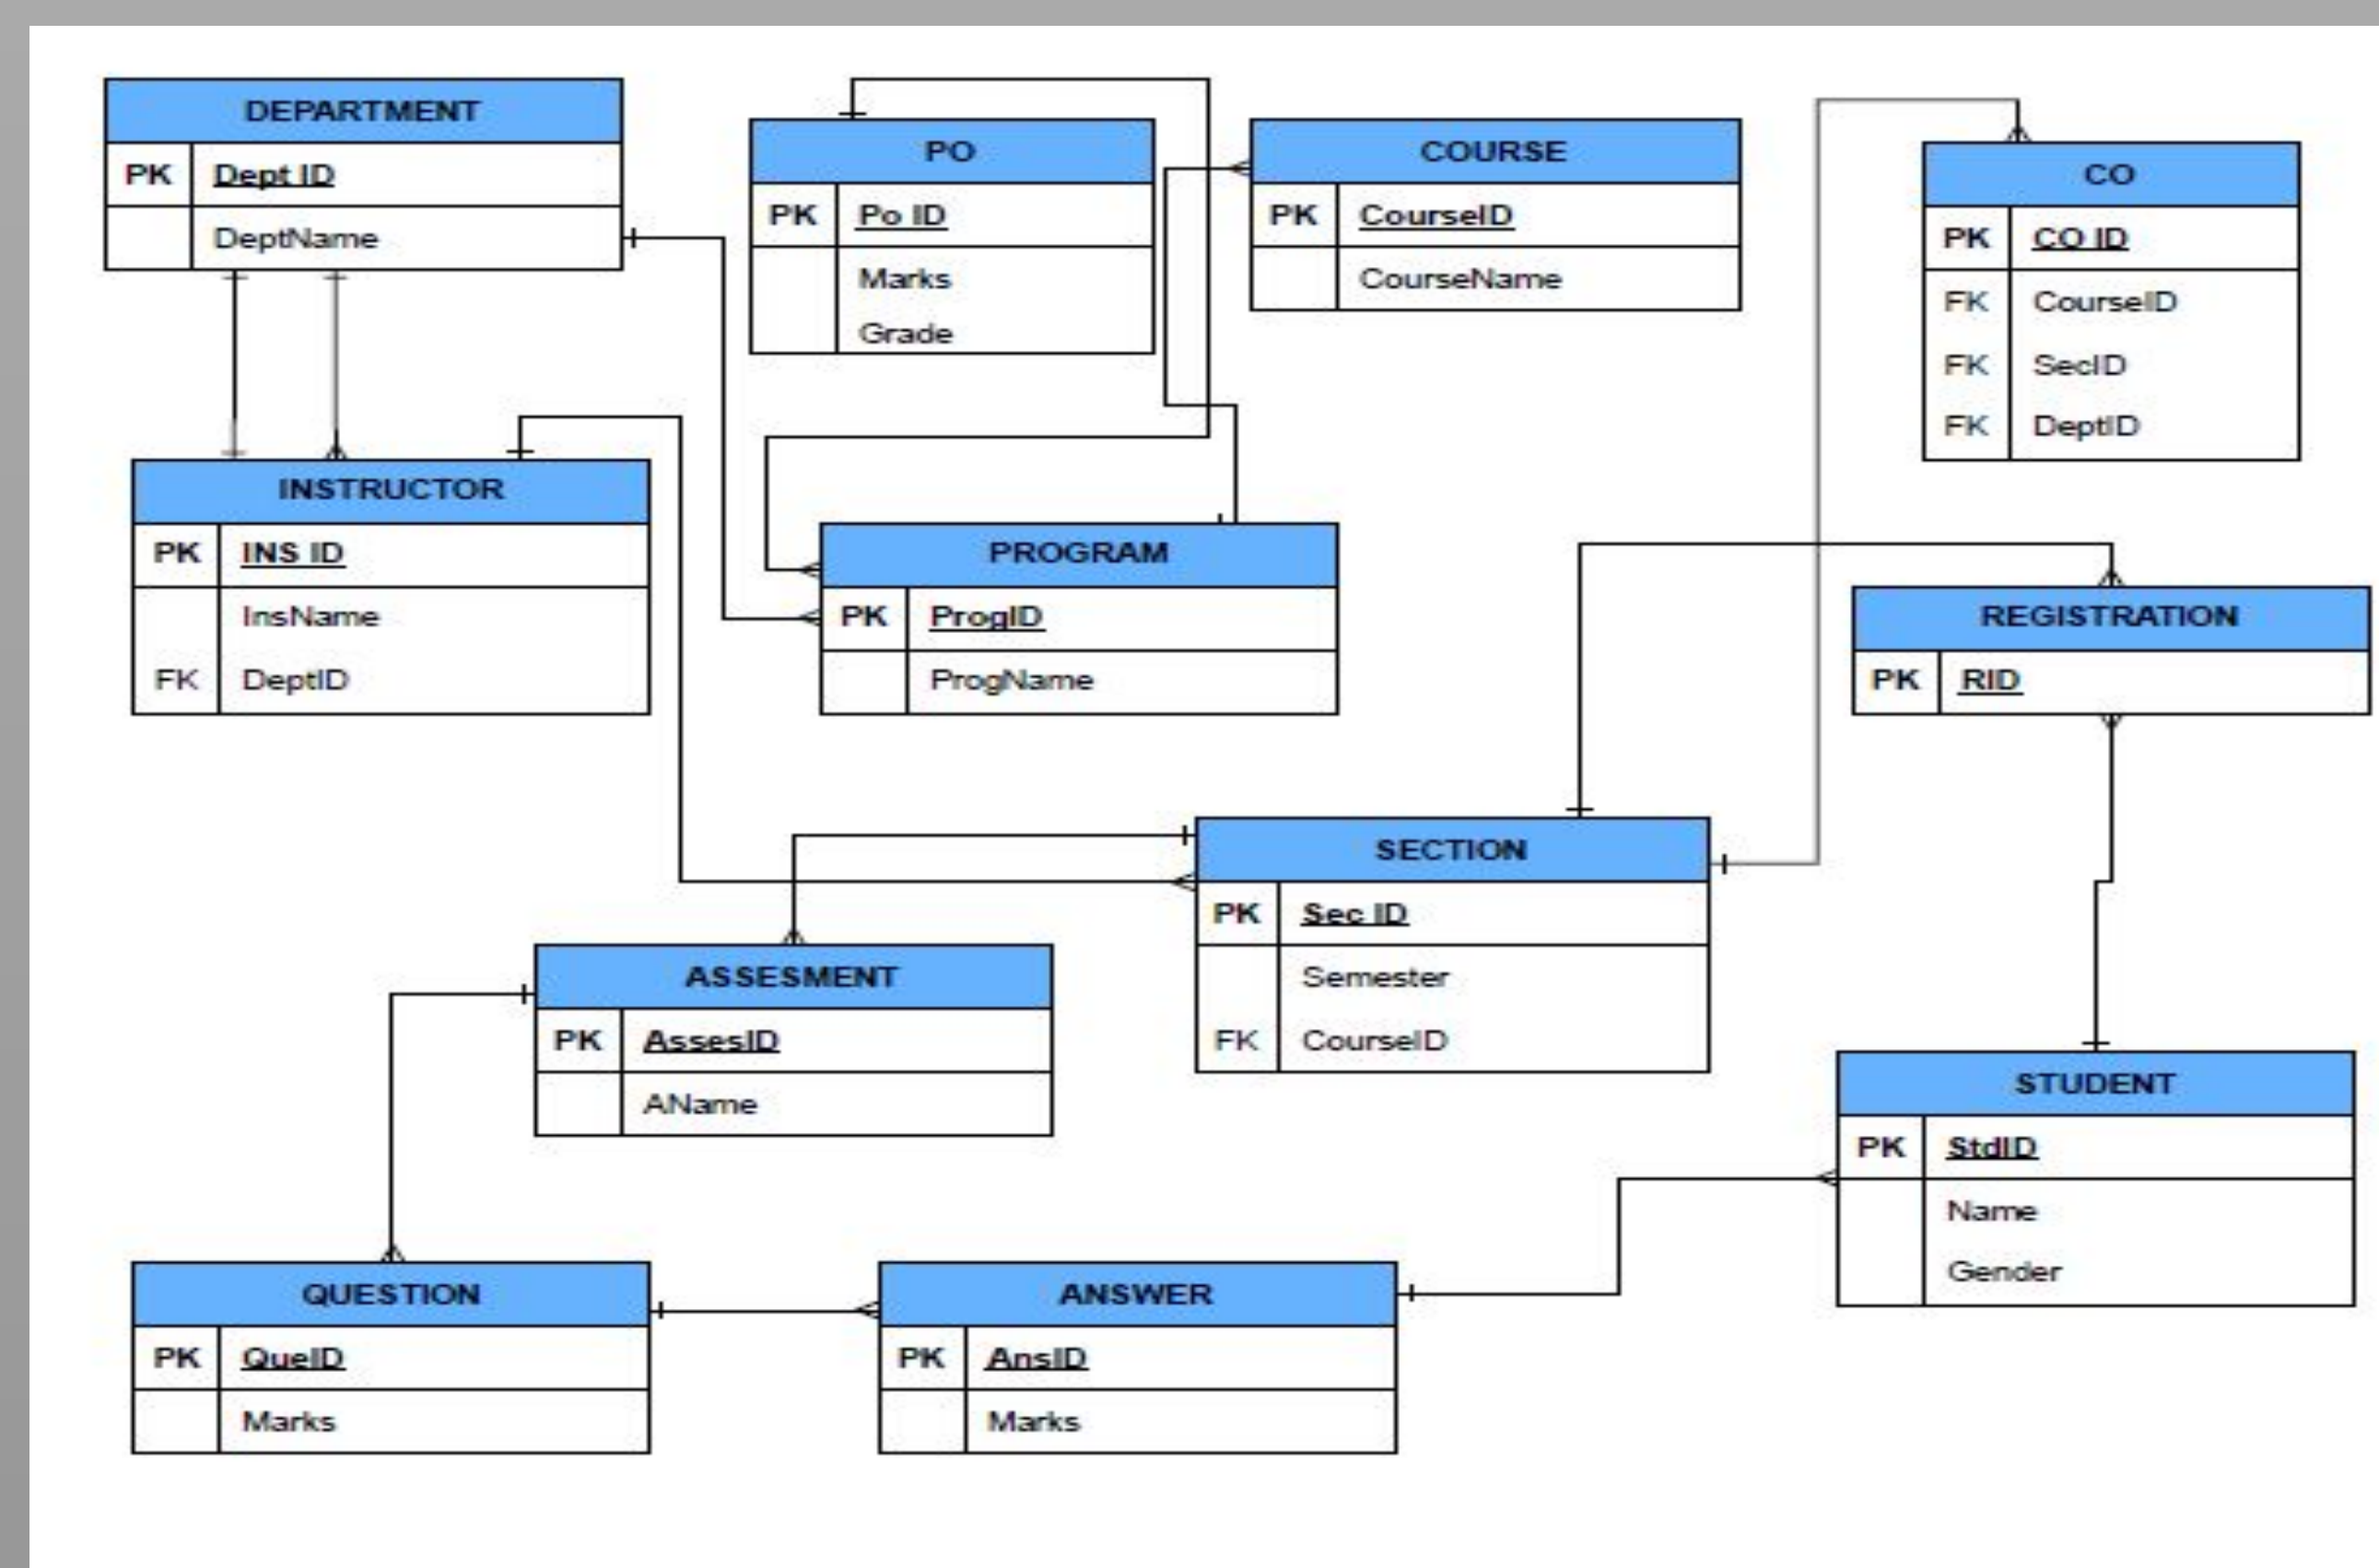 DEPARTMENT
PK Dept ID
DeptName
PO
PK Po ID
Marks
Grade
COURSE
PK CourseID
CourseName
CO
PK CO ID
FK CourseID
FK SecID
FK DeptID
INSTRUCTOR
PK INS ID
InsName
FK DeptID
PROGRAM
PK ProgID
ProgName
REGISTRATION
PK RID
SECTION
PK Sec ID
Semester
FK CourseID
ASSESMENT
PK AssesID
AName
STUDENT
PK StdID
Name
Gender
QUESTION
PK QueID
Marks
ANSWER
PK AnsID
Marks